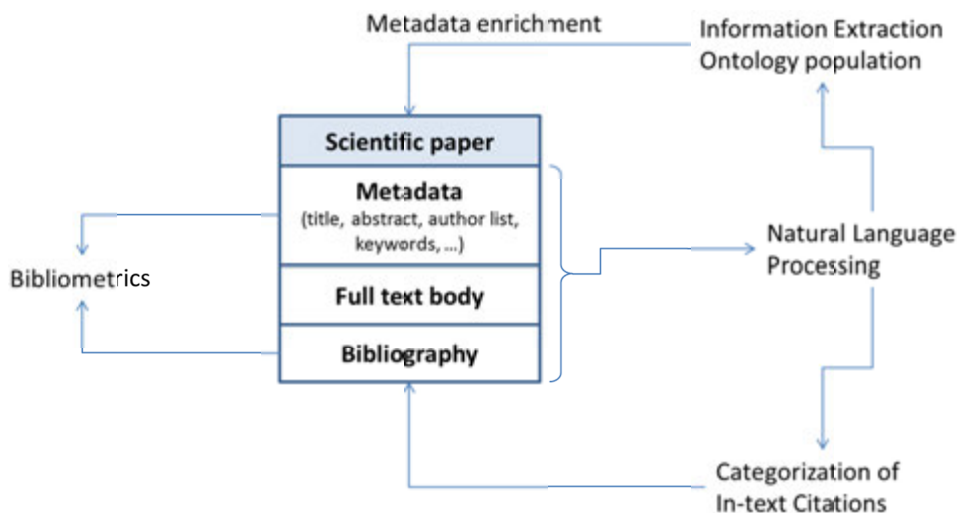 Metadata enrichment
Information Extraction
Ontology population
Scientific paper
Metadata
(title, abstract, author list,
keywords, ...)
Full text body
Bibliography
Bibliometrics
Natural Language
Processing
Categorization of
In-text Citations